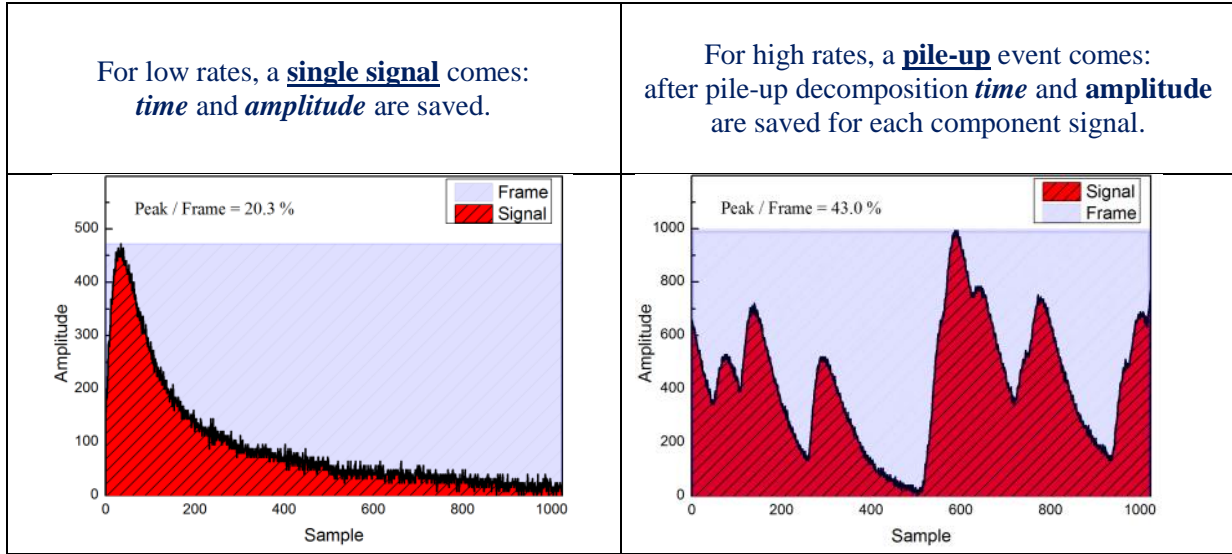 For low rates, a single signal comes:
time and amplitude are saved.
For high rates, a pile-up event comes:
after pile-up decomposition time and amplitude
are saved for each component signal.
Peak / Frame = 20.3 %
Frame
Signal
500
400
300
200
100
0
Amplitude
0 200 400 600 800 1000
Sample
Peak / Frame = 43.0 %
Signal
Frame
1000
800
600
400
200
0
Amplitude
0 200 400 600 800 1000
Sample